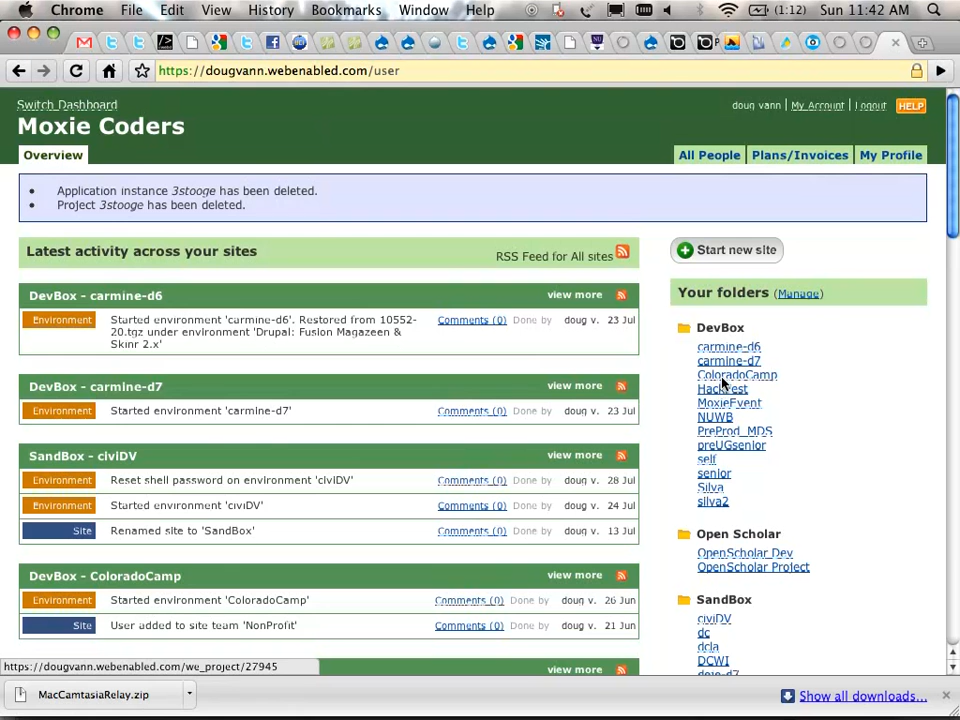 Chrome File Edit View History Bookmarks Window Help (1:12) Sun 11:42 AM
https://dougvann.webenabled.com/user
Switch Dashboard
doug vann | My Account | Logout HELP
Moxie Coders
Overview
All People Plans/Invoices My Profile
Application instance 3stooge has been deleted.
Project 3stooge has been deleted.
Latest activity across your sites
RSS Feed for All sites
DevBox - carmine-d6 view more
Environment Started environment 'carmine-d6'. Restored from 10552- Comments (0) Done by doug v. 23 Jul
20.tgz under environment 'Drupal: Fusion Magazeen &
Skinr 2.x'
DevBox - carmine-d7 view more
Environment Started environment 'carmine-d7' Comments (0) Done by doug v. 23 Jul
SandBox - civiDV view more
Environment Reset shell password on environment 'civiDV' Comments (0) Done by doug v. 28 Jul
Environment Started environment 'civiDV' Comments (0) Done by doug v. 24 Jul
Site Renamed site to 'SandBox' Comments (0) Done by doug v. 13 Jul
DevBox - ColoradoCamp view more
Environment Started environment 'ColoradoCamp' Comments (0) Done by doug v. 26 Jun
Site User added to site team 'NonProfit' Comments (0) Done by doug v. 21 Jun
view more
Start new site
Your folders (Manage)
DevBox
carmine-d6
carmine-d7
ColoradoCamp
HackFest
MoxieEvent
NUWB
PreProd_MDS
preUGsenior
self
senior
Silva
silva2
Open Scholar
OpenScholar Dev
OpenScholar Project
SandBox
civiDV
dc
dcla
DCWI
https://dougvann.webenabled.com/we_project/27945
MacCamtasiaRelay.zip
Show all downloads...